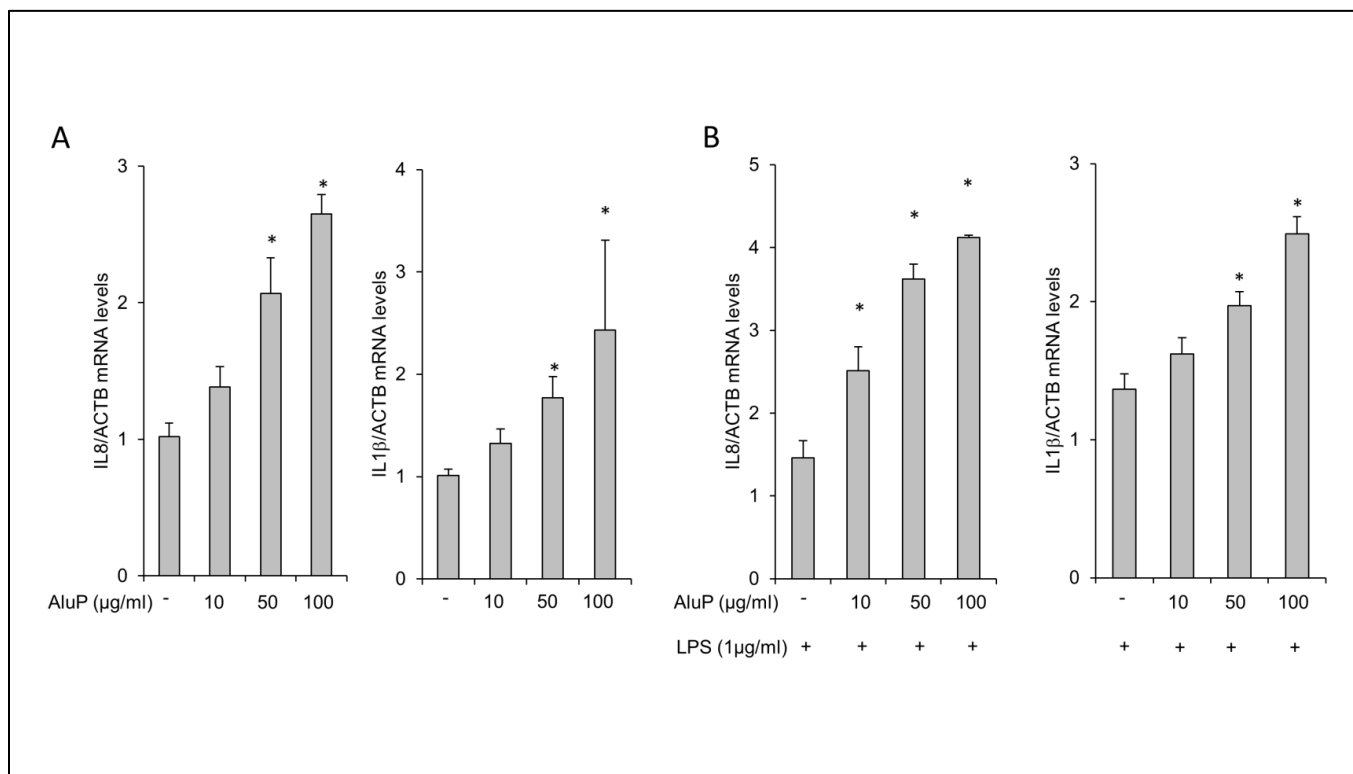 A
B
3
2
1
0
IL8/ACTB mRNA levels
*
*
4
3
2
1
0
IL1β/ACTB mRNA levels
*
*
5
4
3
2
1
0
IL8/ACTB mRNA levels
*
*
*
3
2
1
0
IL1β/ACTB mRNA levels
*
*
AluP (µg/ml) - 10 50 100
- 10 50 100
AluP (µg/ml) - 10 50 100
- 10 50 100
LPS (1µg/ml) + + + +
+ + + +